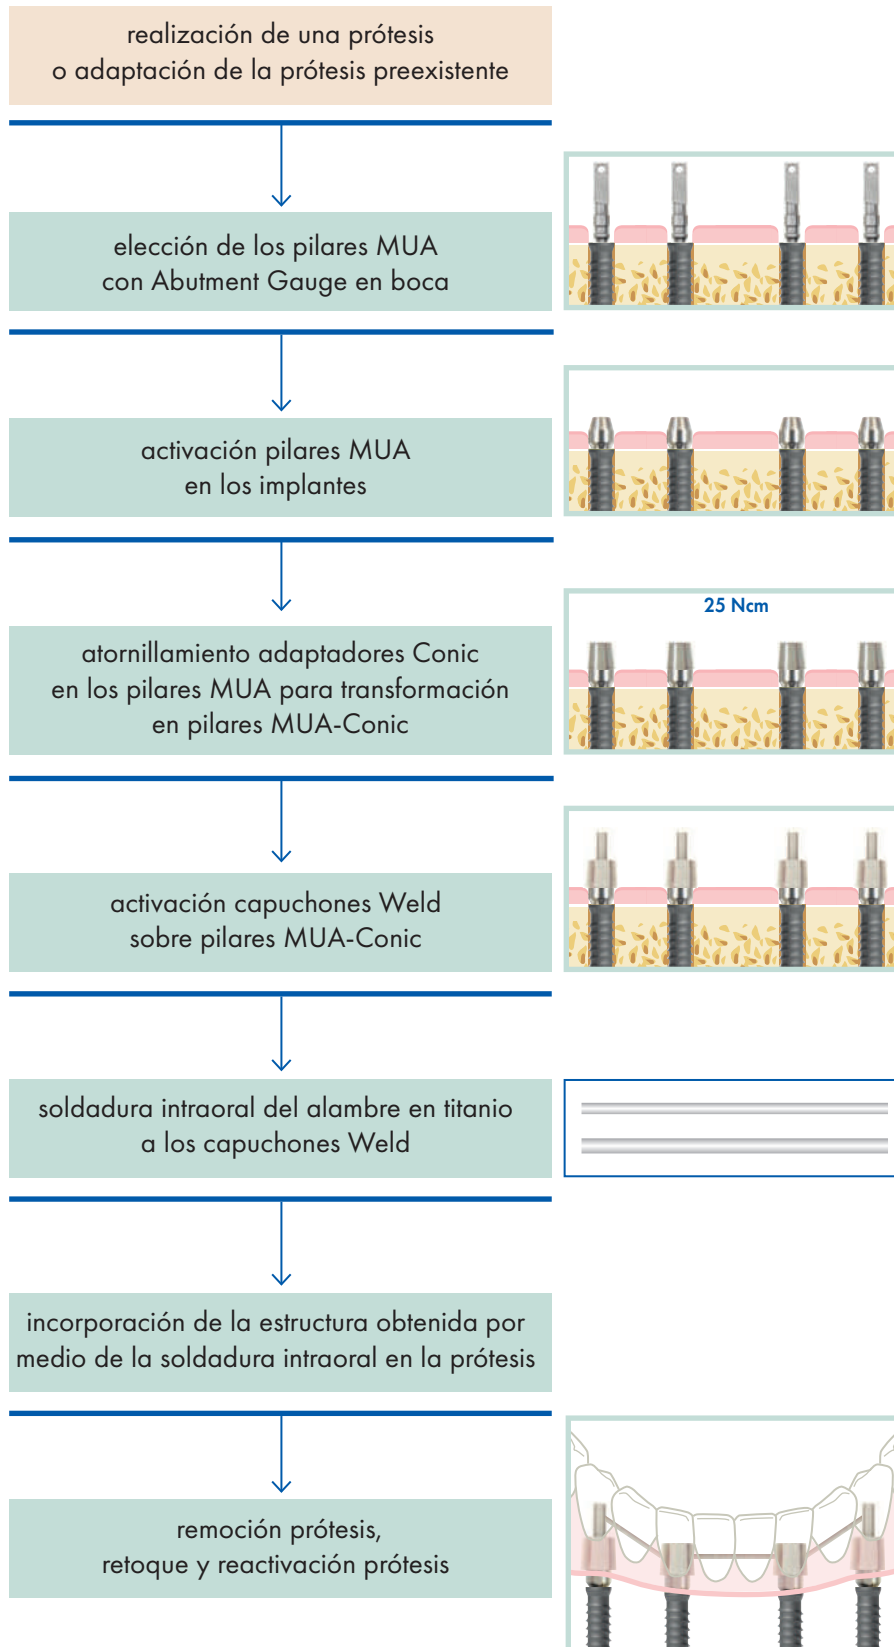 realización de una prótesis
o adaptación de la prótesis preexistente
elección de los pilares MUA
con Abutment Gauge en boca
activación pilares MUA
en los implantes
25 Ncm
atornillamiento adaptadores Conic
en los pilares MUA para transformación
en pilares MUA-Conic
activación capuchones Weld
sobre pilares MUA-Conic
soldadura intraoral del alambre en titanio
a los capuchones Weld
incorporación de la estructura obtenida por
medio de la soldadura intraoral en la prótesis
remoción prótesis,
retoque y reactivación prótesis